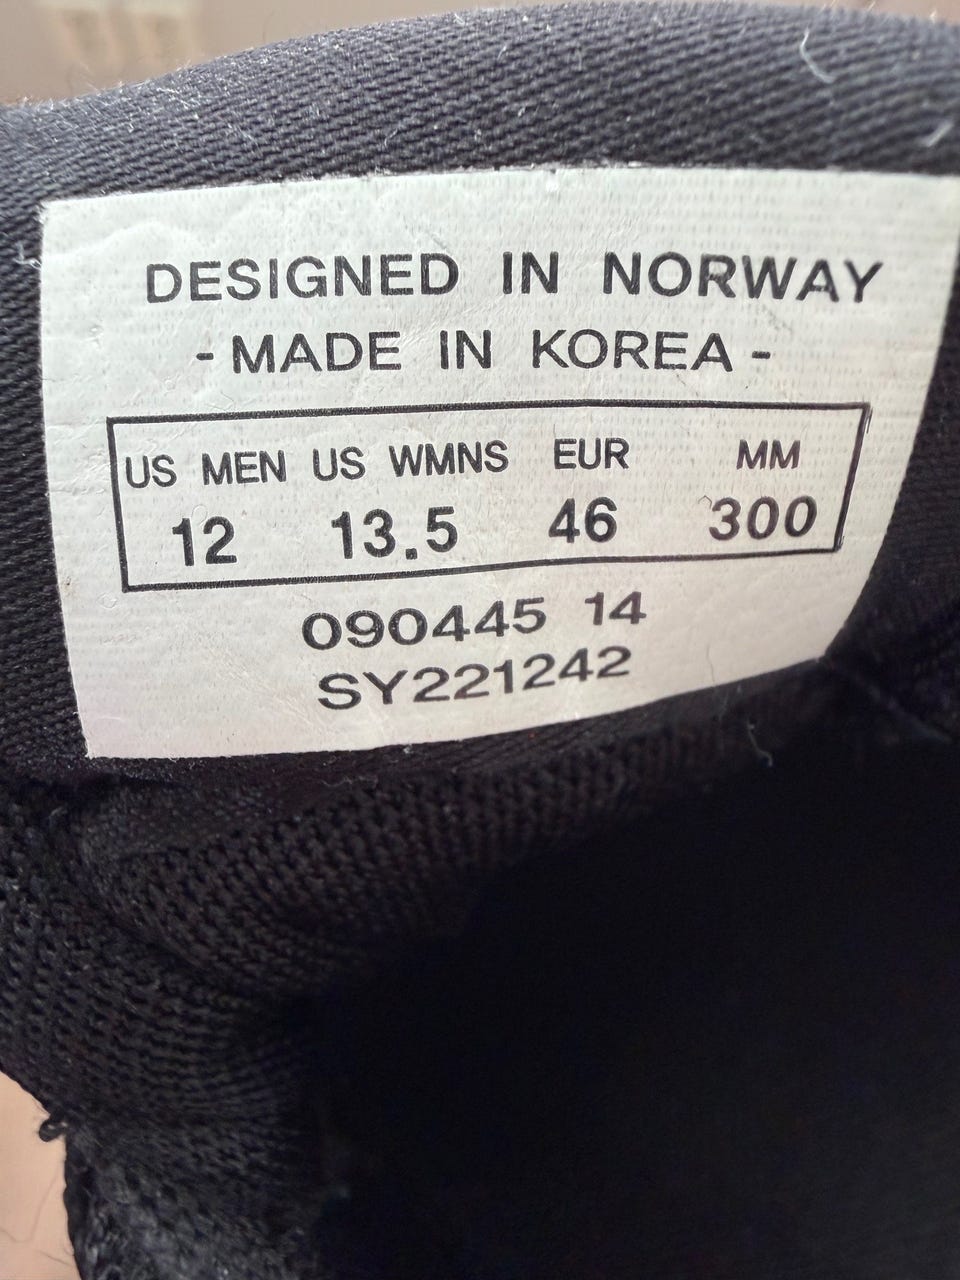 DESIGNED IN NORWAY
- MADE IN KOREA -
US MEN US WMNS EUR MM
12 13.5 46 300
090445 14
SY221242